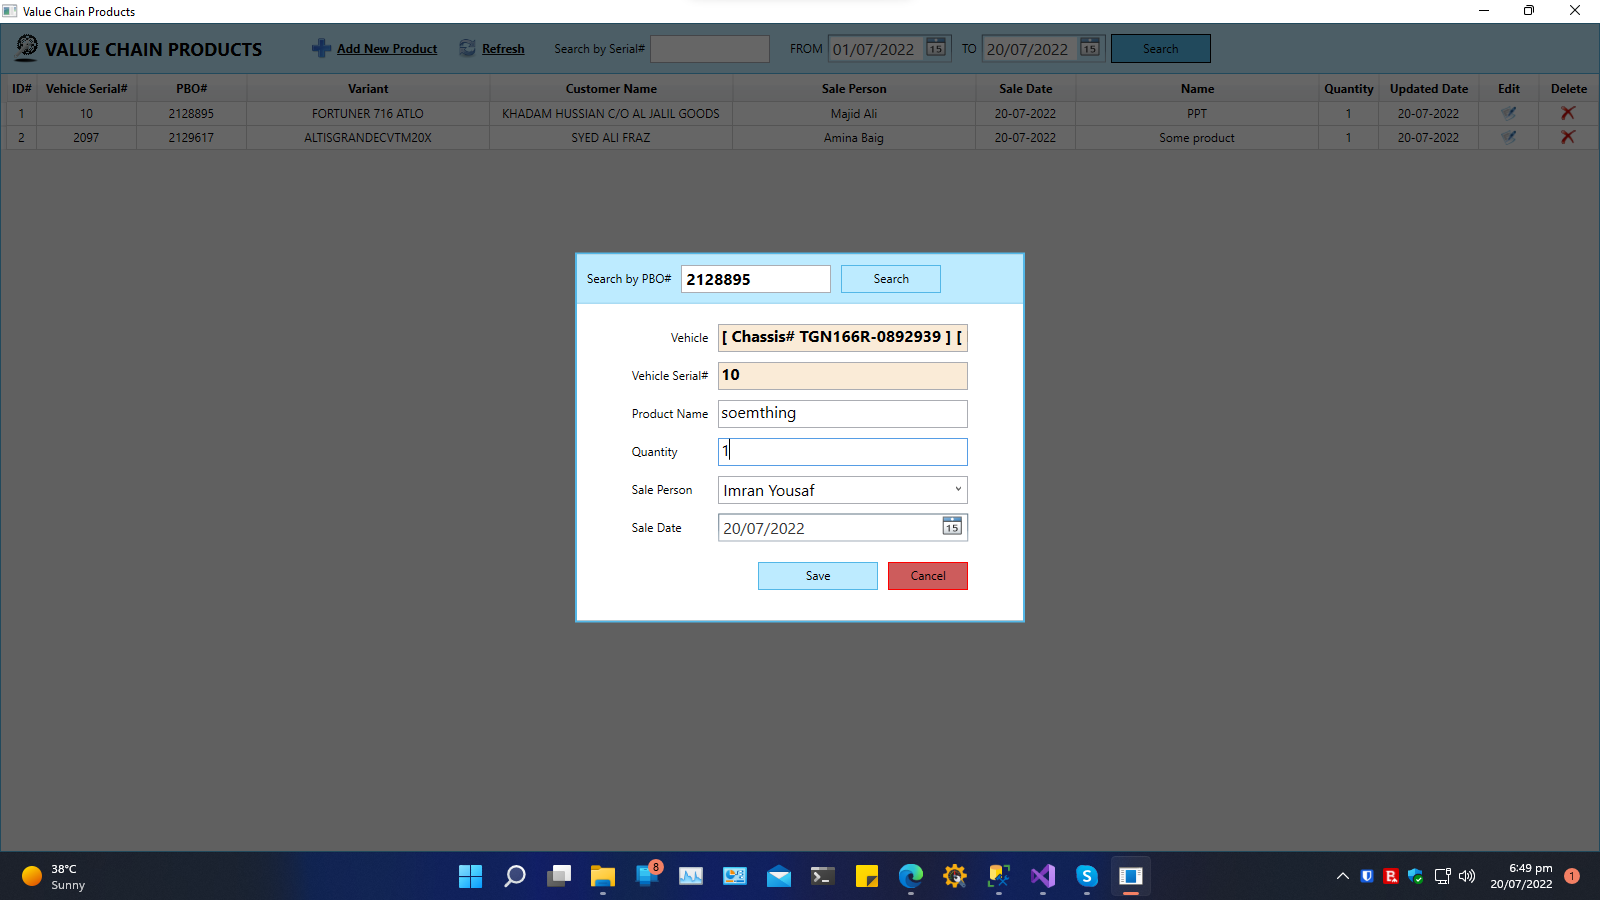 Value Chain Products
VALUE CHAIN PRODUCTS Add New Product Refresh Search by Serial# FROM 01/07/2022 15 TO 20/07/2022 15 Search
ID# Vehicle Serial# PBO# Variant Customer Name Sale Person Sale Date Name Quantity Updated Date Edit Delete
1 10 2128895 FORTUNER 716 ATLO KHADAM HUSSIAN C/O AL JALIL GOODS Majid Ali 20-07-2022 PPT 1 20-07-2022
2 2097 2129617 ALTISGRANDECVTM20X SYED ALI FRAZ Amina Baig 20-07-2022 Some product 1 20-07-2022
Search by PBO# 2128895 Search
Vehicle [ Chassis# TGN166R-0892939 ] [
Vehicle Serial# 10
Product Name soemthing
Quantity 1
Sale Person Imran Yousaf
Sale Date 20/07/2022 15
Save Cancel
38°C
Sunny
8
6:49 pm
20/07/2022
1